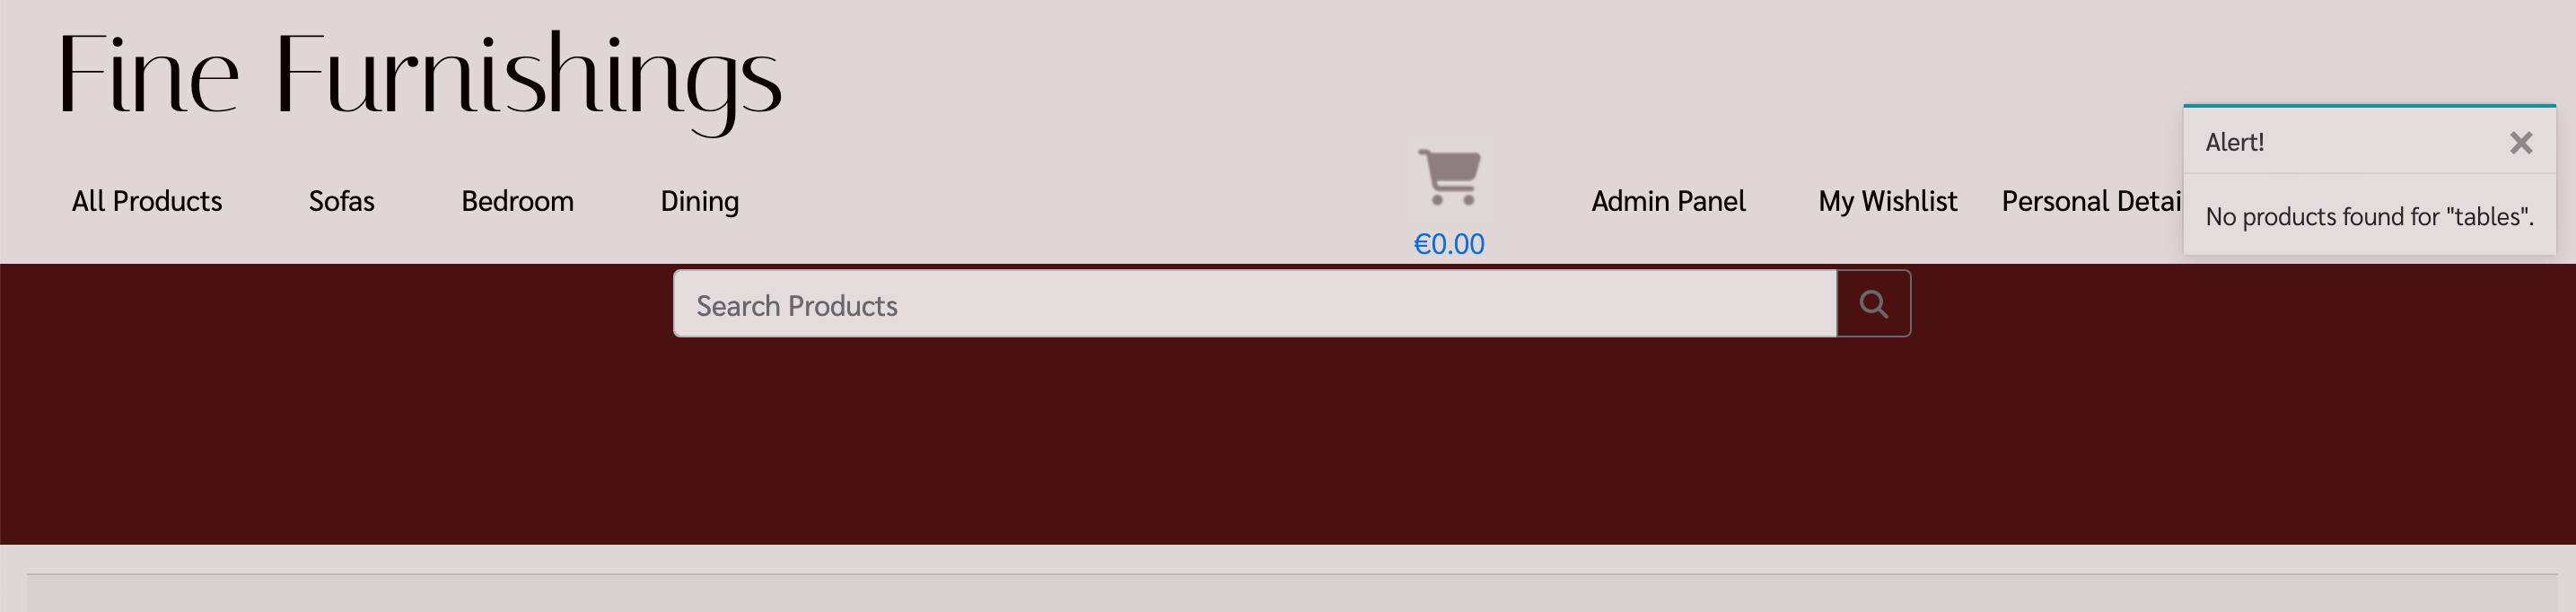 Fine Furnishings
All Products Sofas Bedroom Dining Admin Panel My Wishlist Personal
€0.00
Alert!
No products found for "tables".
Search Products